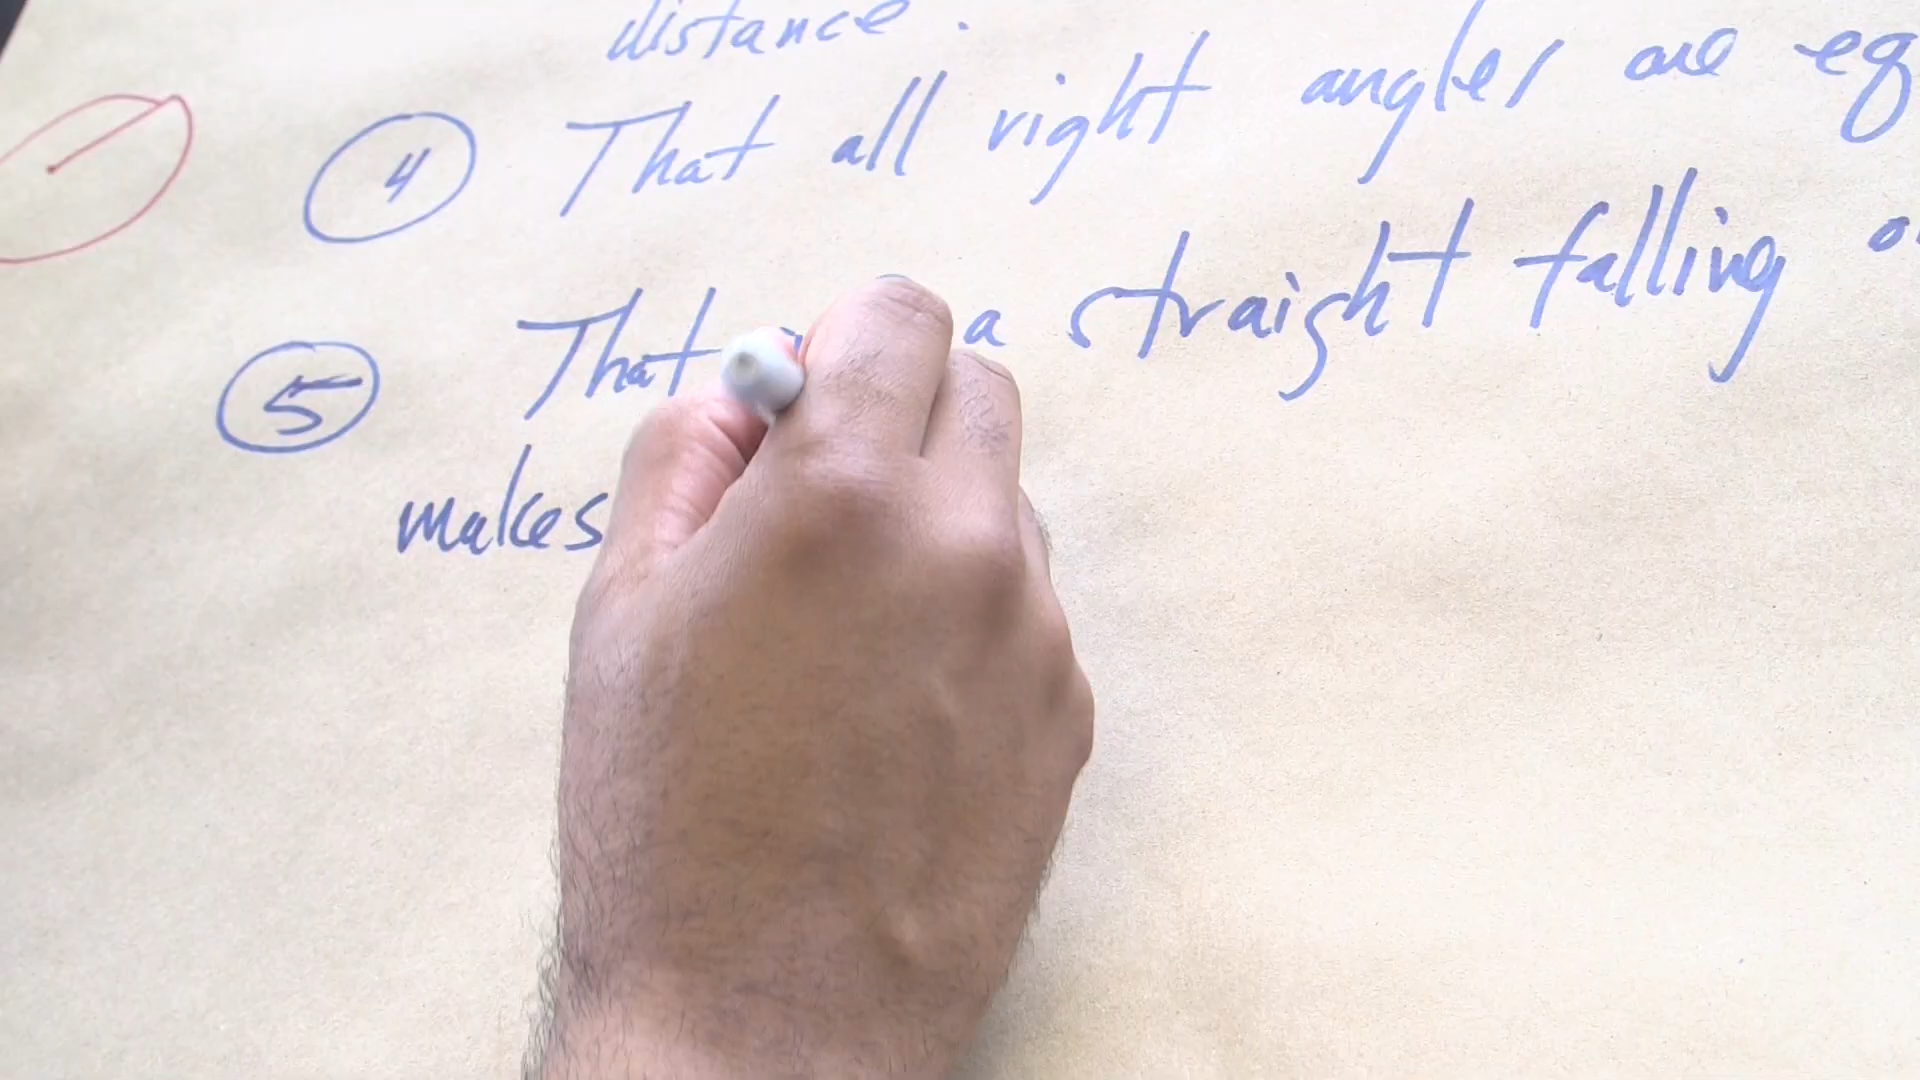 distance.
4 That all right angles are eq
5 That a straight falling
makes